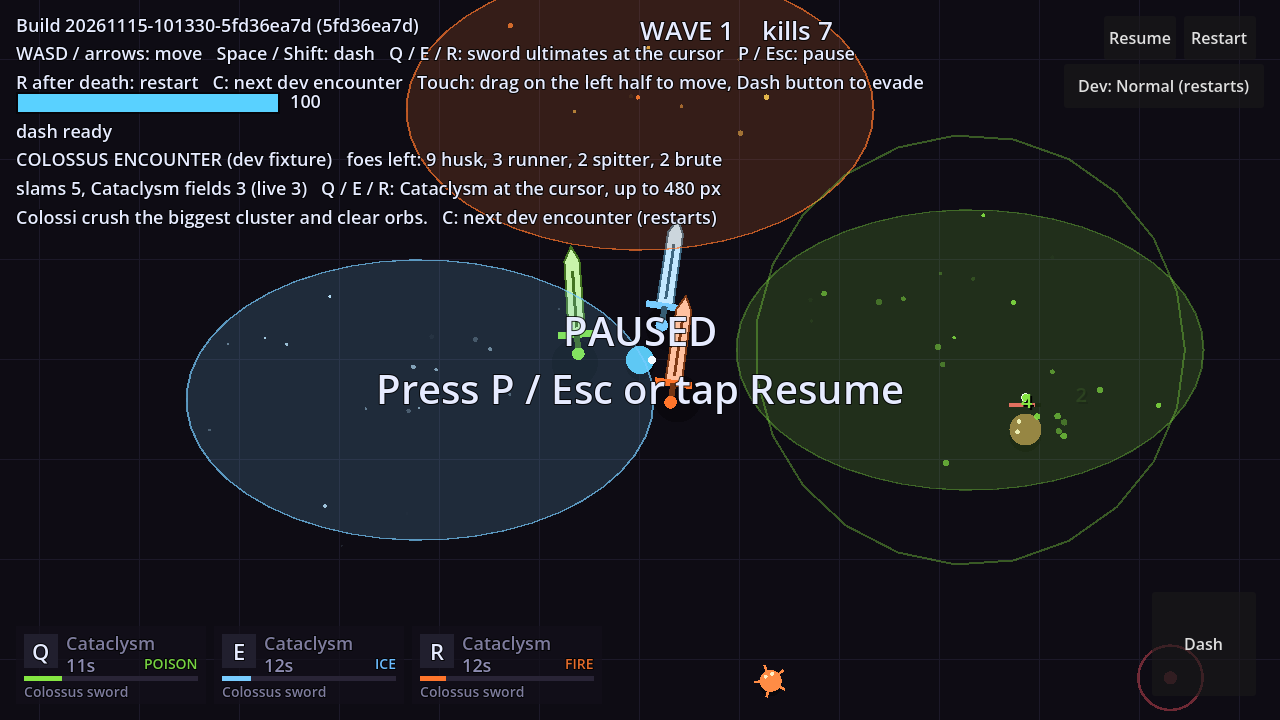 Build 20261115-101330-5fd36ea7d (5fd36ea7d)
WAVE 1 kills 7
Resume
Restart
WASD / arrows: move Space / Shift: dash Q / E / R: sword ultimates at the cursor P / Esc: pause
R after death: restart C: next dev encounter Touch: drag on the left half to move, Dash button to evade
Dev: Normal (restarts)
100
dash ready
COLOSSUS ENCOUNTER (dev fixture) foes left: 9 husk, 3 runner, 2 spitter, 2 brute
slams 5, Cataclysm fields 3 (live 3) Q / E / R: Cataclysm at the cursor, up to 480 px
Colossi crush the biggest cluster and clear orbs. C: next dev encounter (restarts)
PAUSED
Press P / Esc or tap Resume
2
Q Cataclysm
11s POISON
Colossus sword
E Cataclysm
12s ICE
Colossus sword
R Cataclysm
12s FIRE
Colossus sword
Dash